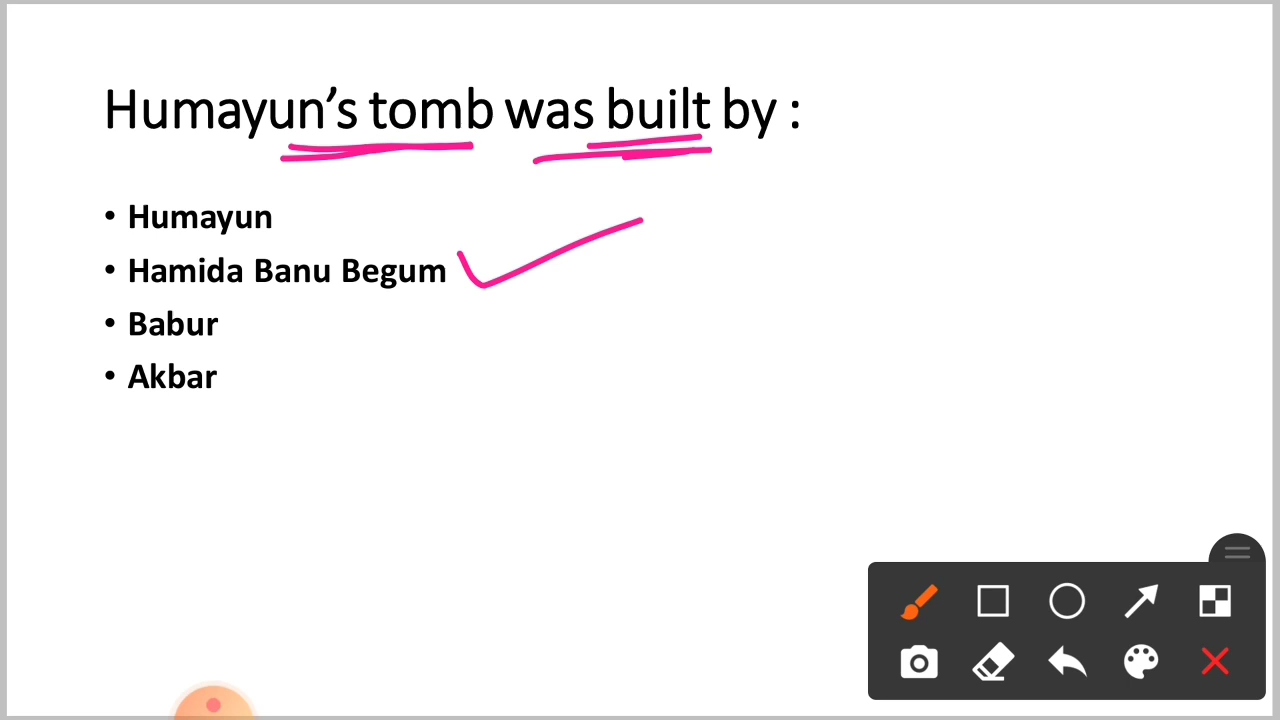 Humayun’s tomb was built by :
• Humayun
• Hamida Banu Begum
• Babur
• Akbar